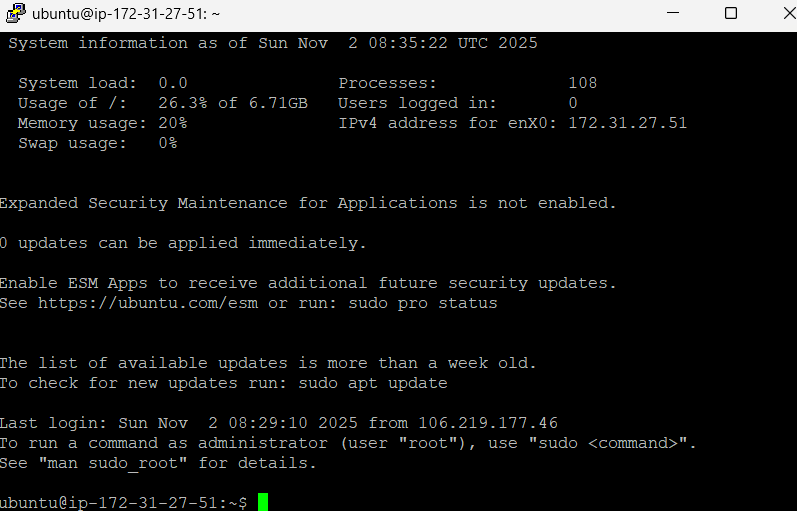 ubuntu@ip-172-31-27-51: ~
System information as of Sun Nov  2 08:35:22 UTC 2025
System load:  0.0               Processes:             108
Usage of /:   26.3% of 6.71GB   Users logged in:       0
Memory usage: 20%               IPv4 address for enX0: 172.31.27.51
Swap usage:   0%
Expanded Security Maintenance for Applications is not enabled.
0 updates can be applied immediately.
Enable ESM Apps to receive additional future security updates.
See https://ubuntu.com/esm or run: sudo pro status
The list of available updates is more than a week old.
To check for new updates run: sudo apt update
Last login: Sun Nov  2 08:29:10 2025 from 106.219.177.46
To run a command as administrator (user "root"), use "sudo <command>".
See "man sudo_root" for details.
ubuntu@ip-172-31-27-51:~$